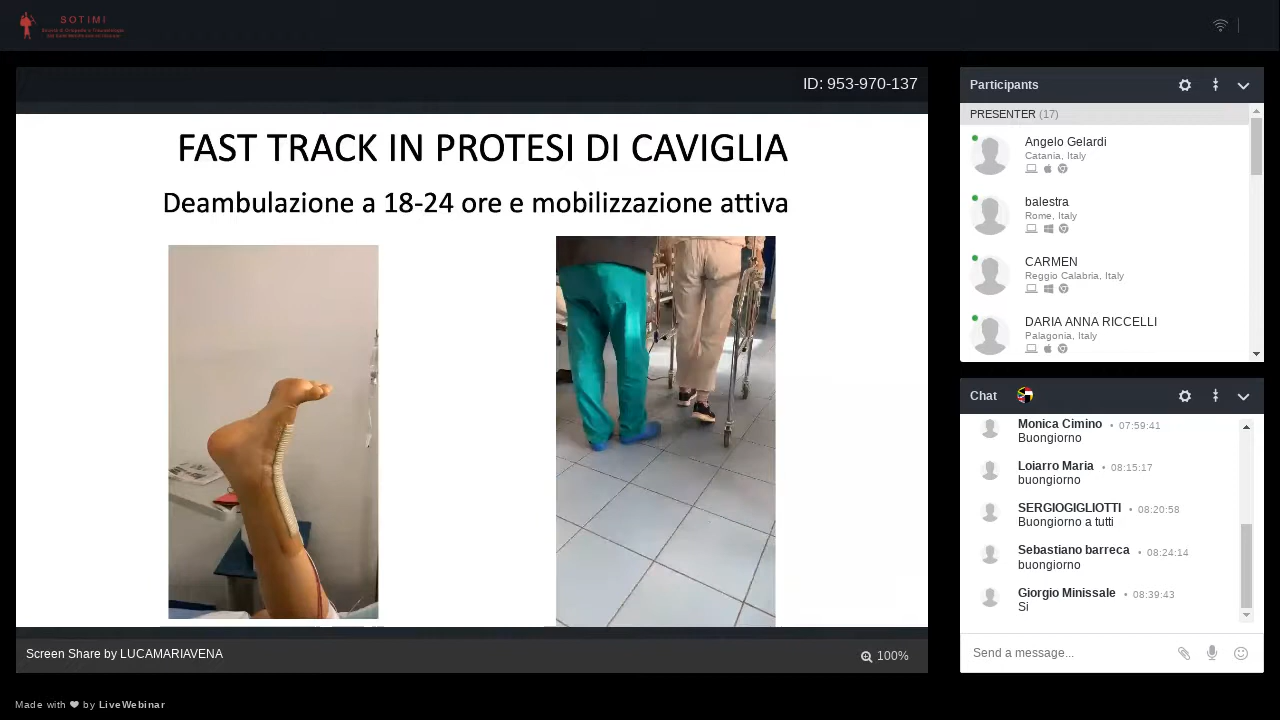 SOTIMI
ID: 953-970-137
FAST TRACK IN PROTESI DI CAVIGLIA
Deambulazione a 18-24 ore e mobilizzazione attiva
Screen Share by LUCAMARIAVENA
100%
Made with by LiveWebinar
Participants
PRESENTER (17)
Angelo Gelardi
Catania, Italy
balestra
Rome, Italy
CARMEN
Reggio Calabria, Italy
DARIA ANNA RICCELLI
Palagonia, Italy
Chat
Monica Cimino • 07:59:41
Buongiorno
Loiarro Maria • 08:15:17
buongiorno
SERGIOGIGLIOTTI • 08:20:58
Buongiorno a tutti
Sebastiano barreca • 08:24:14
buongiorno
Giorgio Minissale • 08:39:43
Si
Send a message...